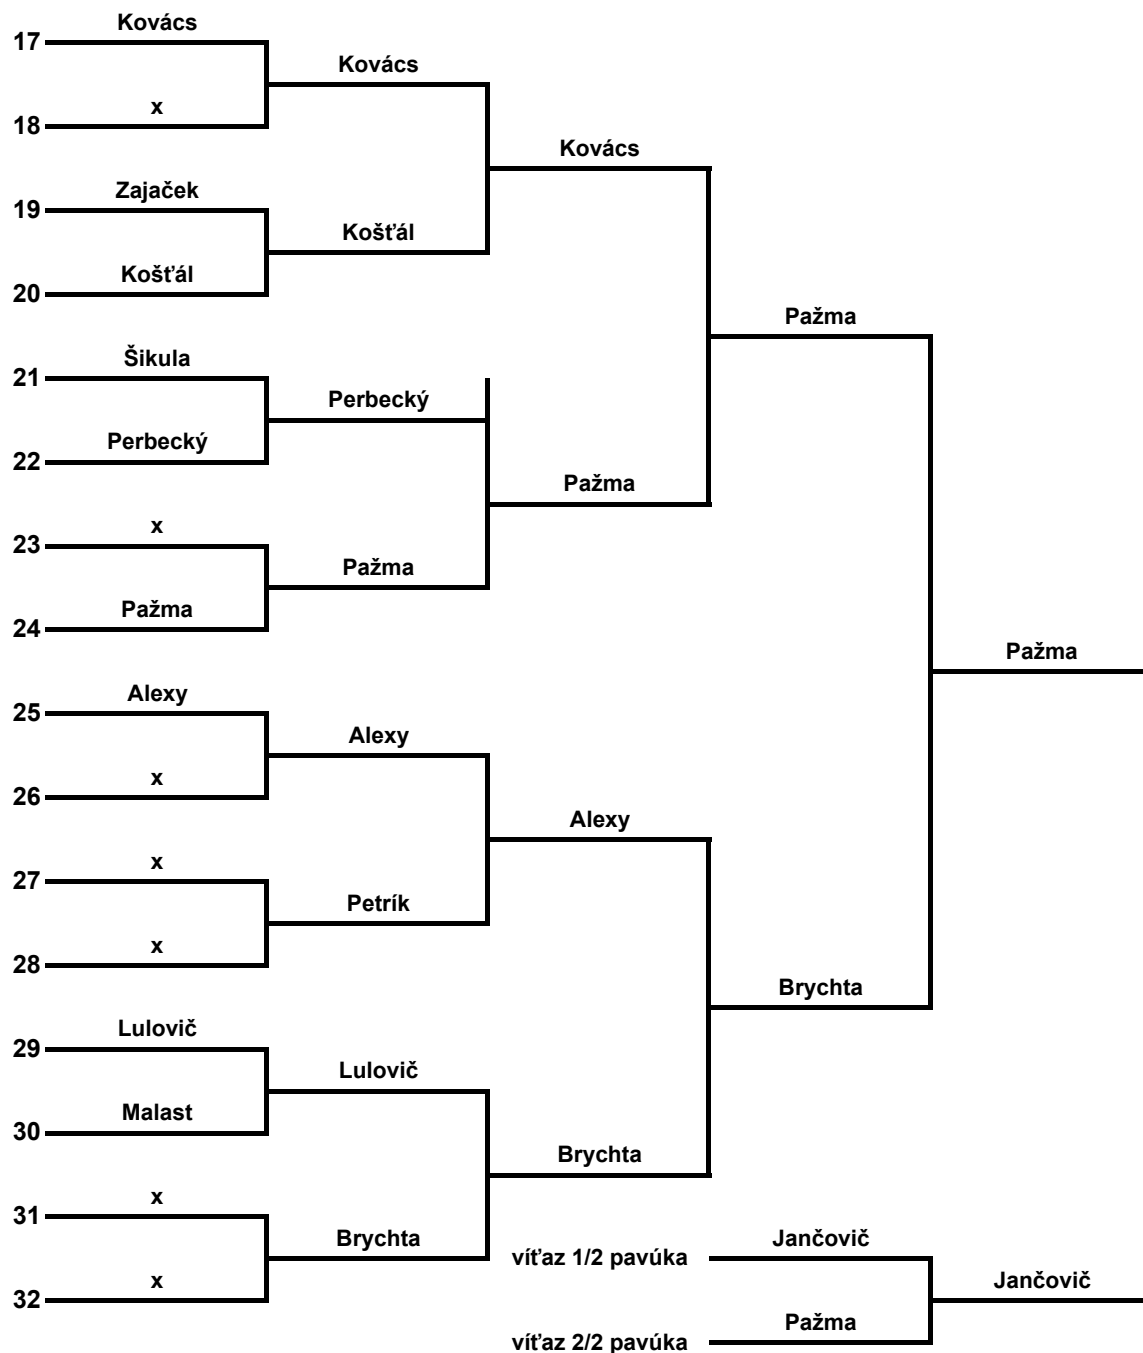 Kovács
17
Kovács
x
18
Kovács
Zajaček
19
Košťál
Košťál
20
Pažma
Šikula
21
Perbecký
Perbecký
22
Pažma
x
23
Pažma
Pažma
24
Pažma
Alexy
25
Alexy
x
26
Alexy
x
27
Petrík
x
28
Brychta
Lulovič
29
Lulovič
Malast
30
Brychta
x
31
Brychta
víťaz 1/2 pavúka
Jančovič
x
32
Jančovič
Pažma
víťaz 2/2 pavúka